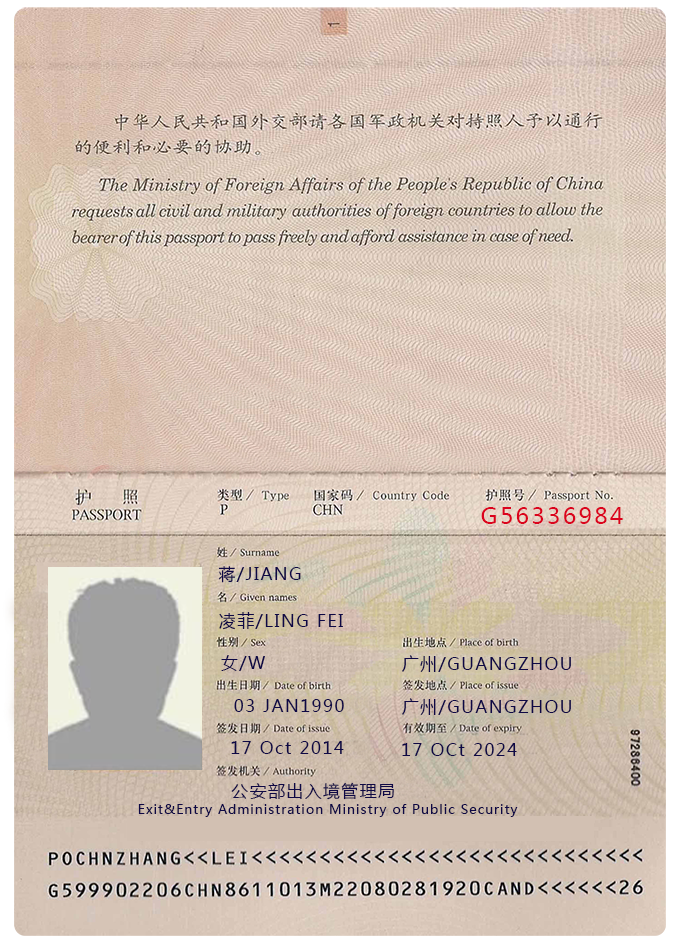 1
中华人民共和国外交部请各国军政机关对持照人予以通行
的便利和必要的协助。
The Ministry of Foreign Affairs of the People's Republic of China
requests all civil and military authorities of foreign countries to allow the
bearer of this passport to pass freely and afford assistance in case of need.
护 照
PASSPORT
类型 / Type
P
国家码 / Country Code
CHN
护照号 / Passport No.
G56336984
姓 / Surname
蒋/JIANG
名 / Given names
凌菲/LING FEI
性别 / Sex
女/W
出生地点 / Place of birth
广州/GUANGZHOU
出生日期 / Date of birth
03 JAN1990
签发地点 / Place of issue
广州/GUANGZHOU
签发日期 / Date of issue
17 Oct 2014
有效期至 / Date of expiry
17 OCt 2024
签发机关 / Authority
公安部出入境管理局
Exit&Entry Administration Ministry of Public Security
97286400
POCHNZHANG<<LEI<<<<<<<<<<<<<<<<<<<<<<<<<<<<<
G599902206CHN8611013M22080281920CAND<<<<<<26